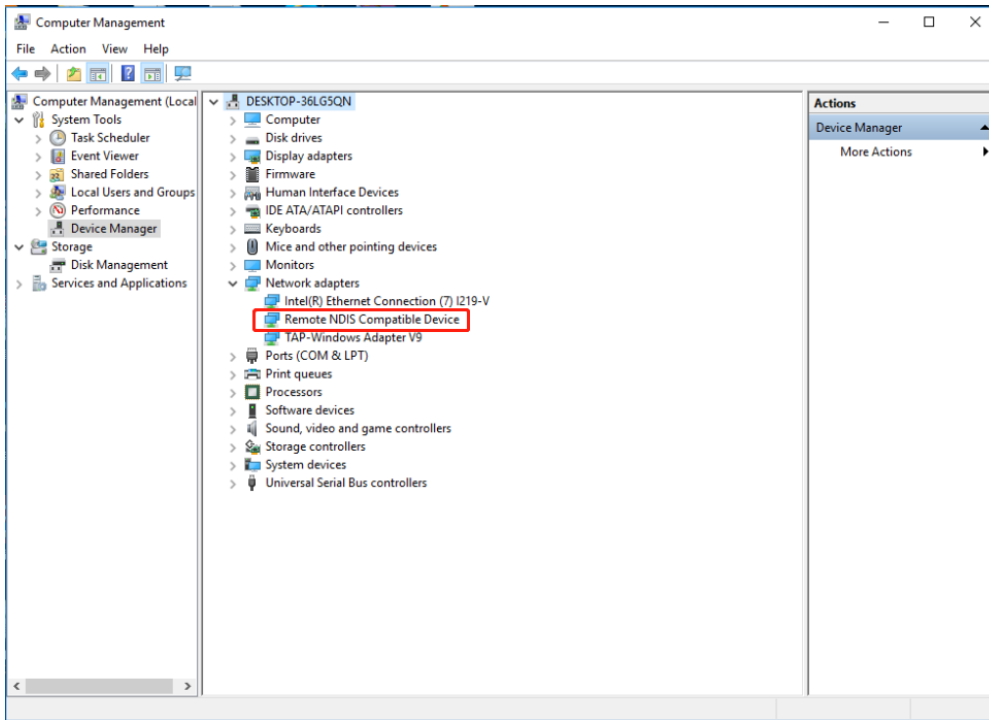 Computer Management
File Action View Help
Computer Management (Local
System Tools
Task Scheduler
Event Viewer
Shared Folders
Local Users and Groups
Performance
Device Manager
Storage
Disk Management
Services and Applications
DESKTOP-36LG5QN
Computer
Disk drives
Display adapters
Firmware
Human Interface Devices
IDE ATA/ATAPI controllers
Keyboards
Mice and other pointing devices
Monitors
Network adapters
Intel(R) Ethernet Connection (7) I219-V
Remote NDIS Compatible Device
TAP-Windows Adapter V9
Ports (COM & LPT)
Print queues
Processors
Software devices
Sound, video and game controllers
Storage controllers
System devices
Universal Serial Bus controllers
Actions
Device Manager
More Actions